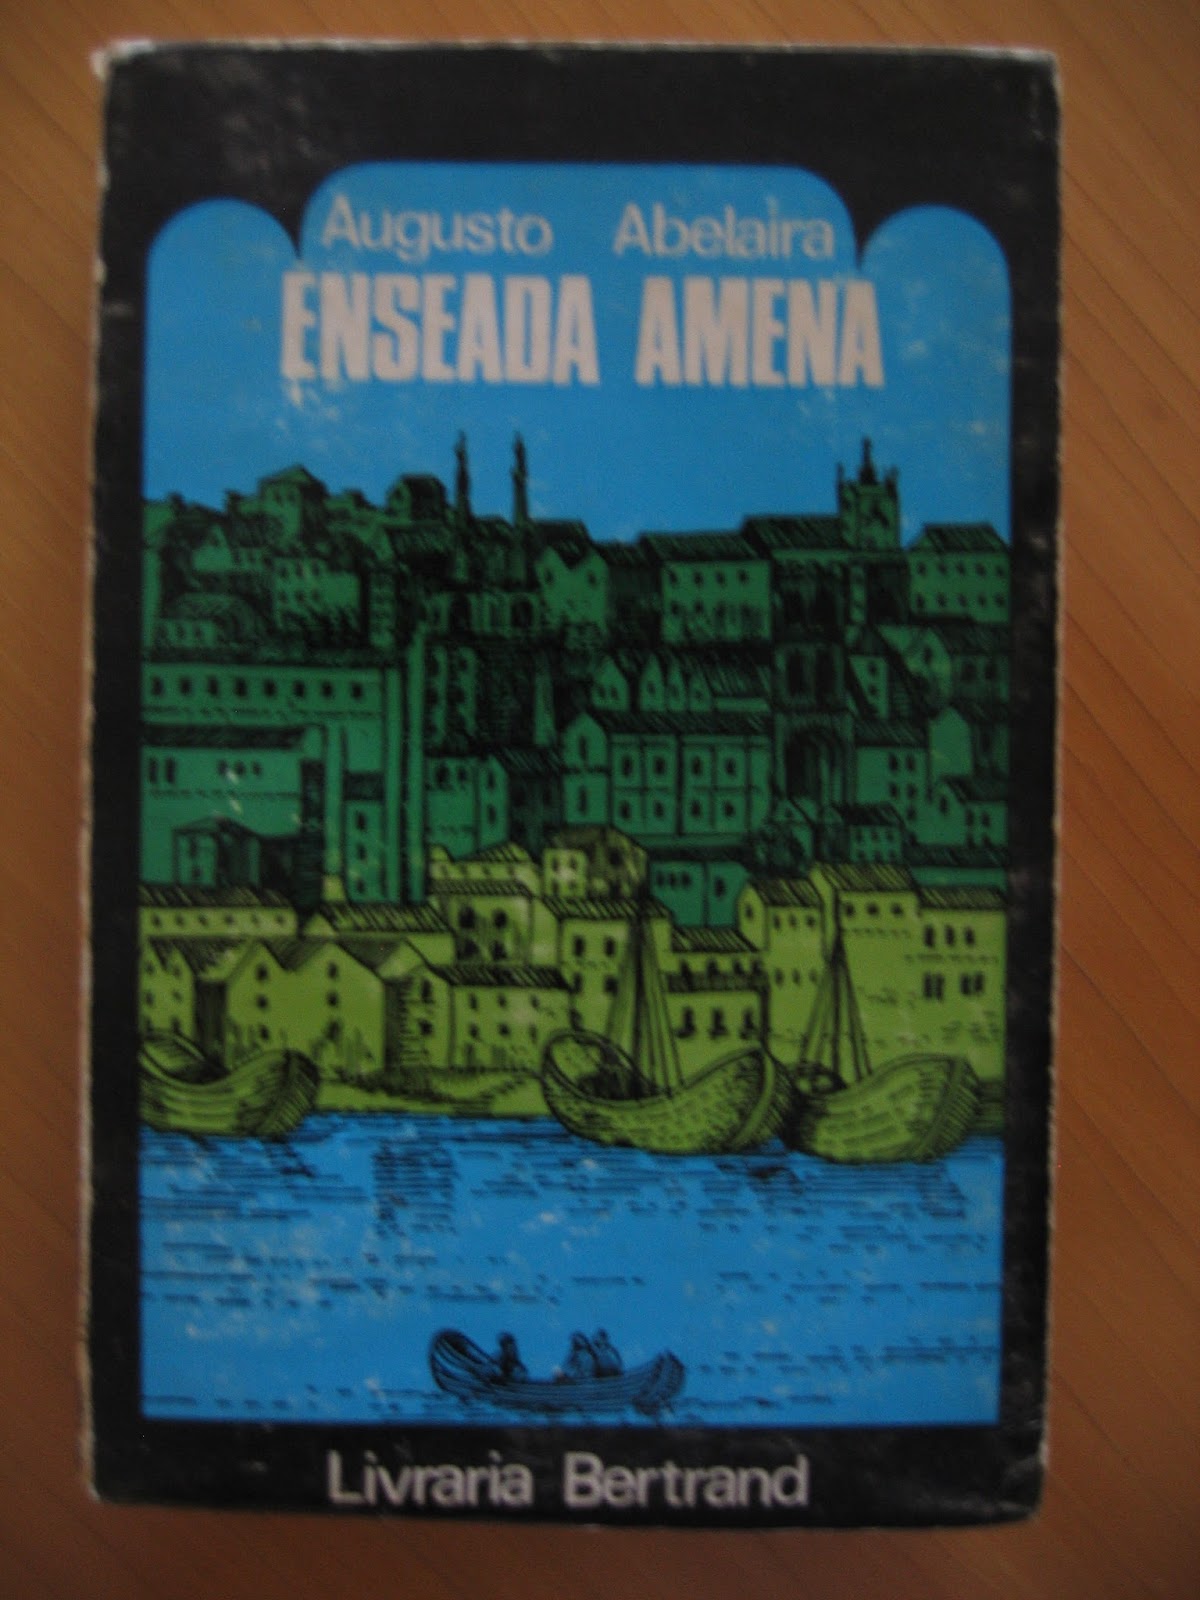 Augusto Abelaira
ENSEADA AMENA
Livraria Bertrand